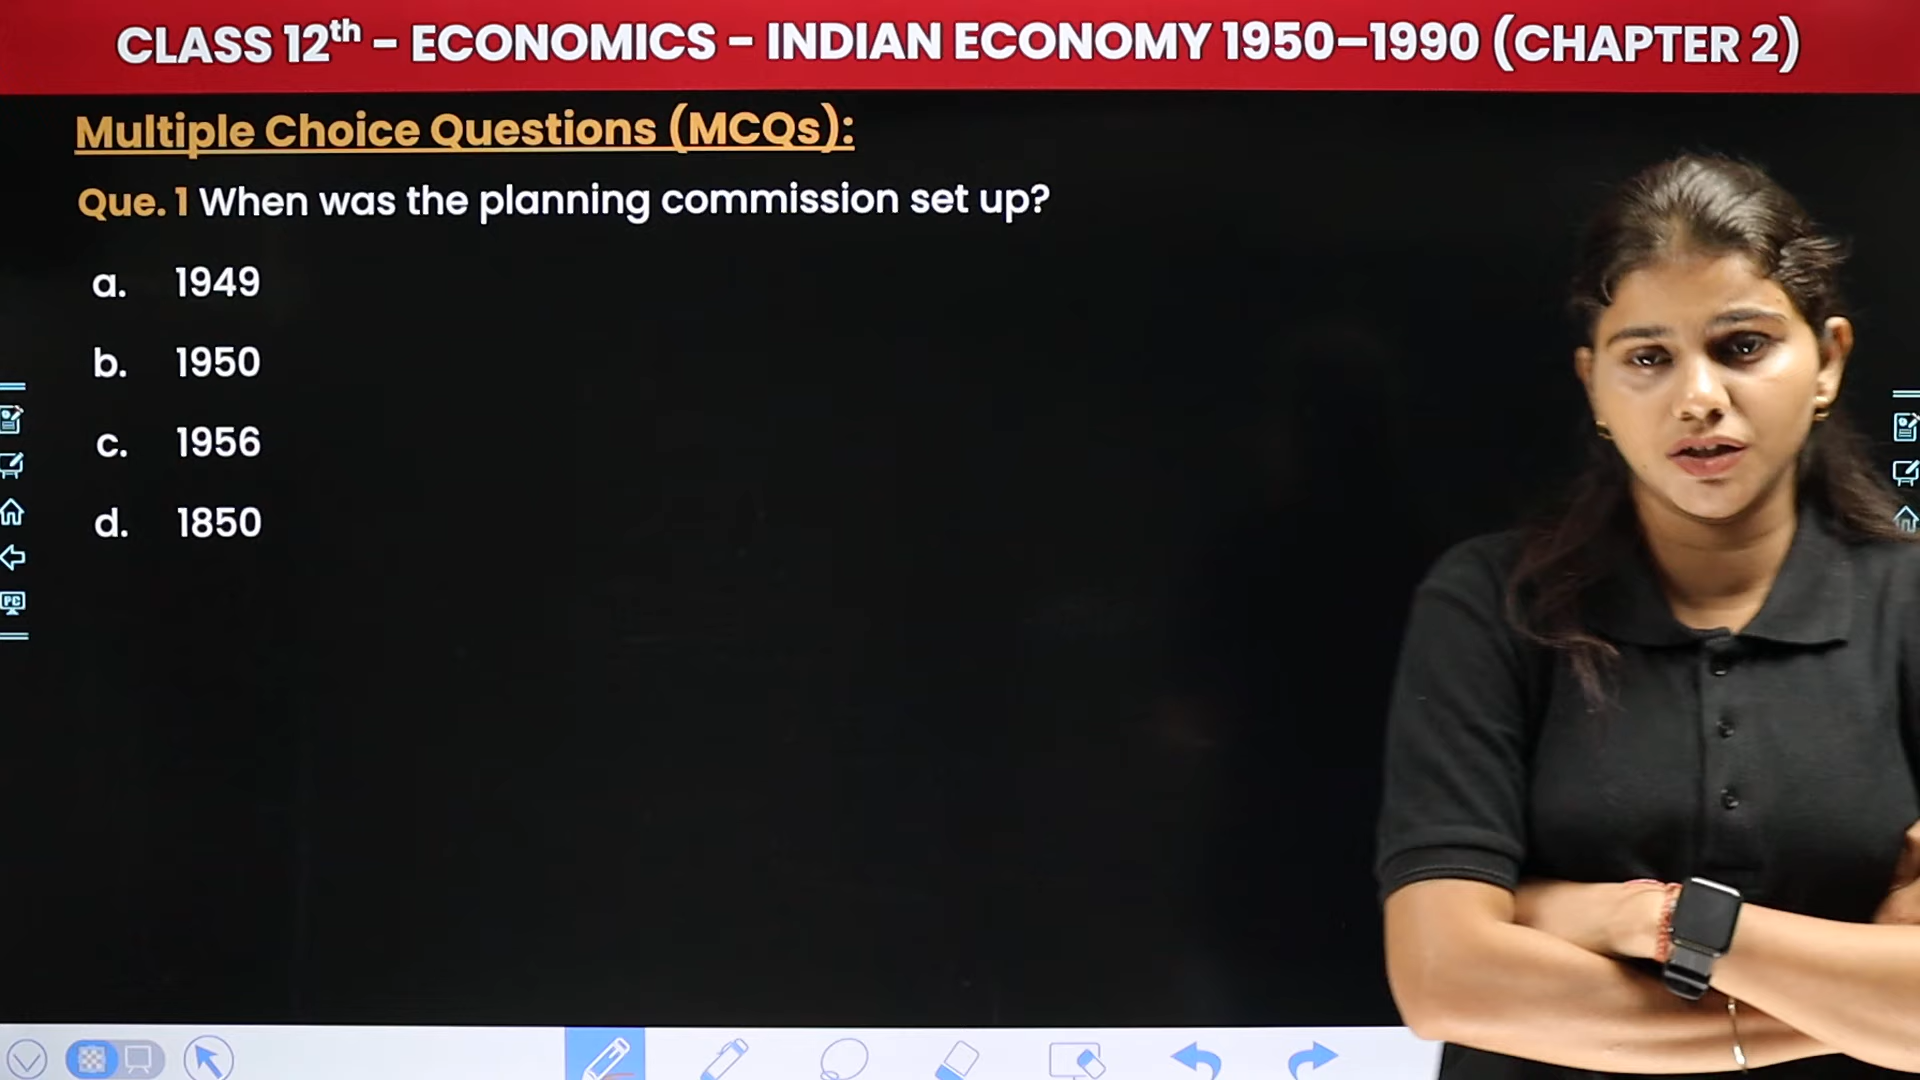 CLASS 12th - ECONOMICS - INDIAN ECONOMY 1950–1990 (CHAPTER 2)
Multiple Choice Questions (MCQs):
Que. 1 When was the planning commission set up?
a. 1949
b. 1950
c. 1956
d. 1850
PC